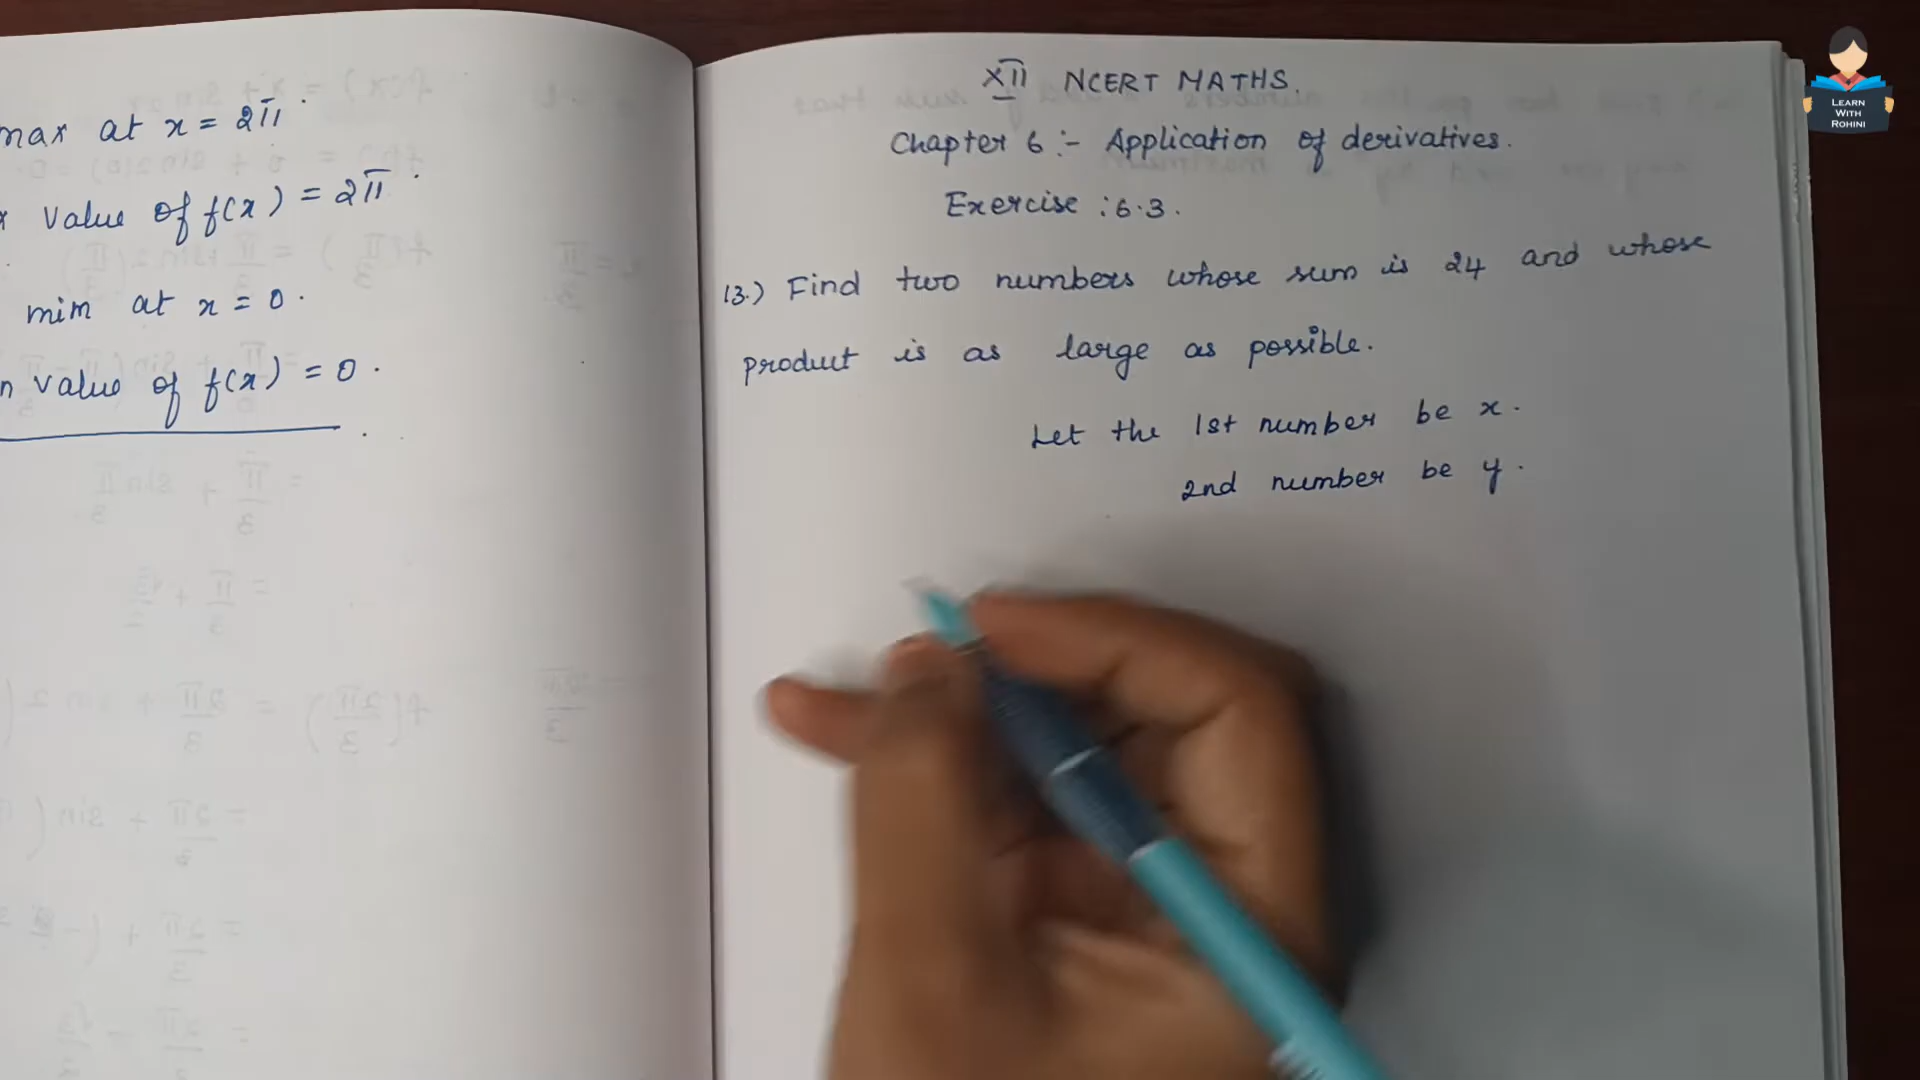 max at x = 2π.
Value of f(x) = 2π.
min at x = 0.
n value of f(x) = 0.
XII NCERT MATHS.
Chapter 6 :- Application of derivatives.
Exercise : 6.3.
13.) Find two numbers whose sum is 24 and whose
product is as large as possible.
Let the 1st number be x.
2nd number be y.
LEARN
WITH
ROHINI